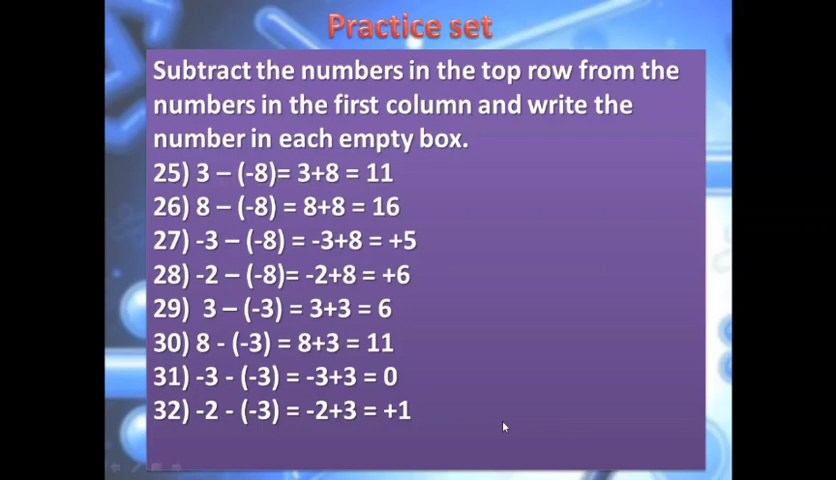 Practice set
Subtract the numbers in the top row from the
numbers in the first column and write the
number in each empty box.
25) 3 – (-8)= 3+8 = 11
26) 8 – (-8) = 8+8 = 16
27) -3 – (-8) = -3+8 = +5
28) -2 – (-8)= -2+8 = +6
29)  3 – (-3) = 3+3 = 6
30) 8 - (-3) = 8+3 = 11
31) -3 - (-3) = -3+3 = 0
32) -2 - (-3) = -2+3 = +1